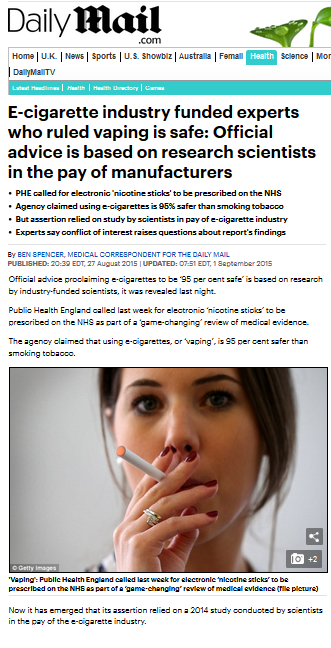 Daily Mail
.com
Home U.K. News Sports U.S. Showbiz Australia Femail Health Science
DailyMailTV
Latest Headlines Health Health Directory Games
E-cigarette industry funded experts
who ruled vaping is safe: Official
advice is based on research scientists
in the pay of manufacturers
• PHE called for electronic 'nicotine sticks' to be prescribed on the NHS
• Agency claimed using e-cigarettes is 95% safer than smoking tobacco
• But assertion relied on study by scientists in pay of e-cigarette industry
• Experts say conflict of interest raises questions about report's findings
By BEN SPENCER, MEDICAL CORRESPONDENT FOR THE DAILY MAIL
PUBLISHED: 20:39 EDT, 27 August 2015 | UPDATED: 07:51 EDT, 1 September 2015
Official advice proclaiming e-cigarettes to be '95 per cent safe' is based on research
by industry-funded scientists, it was revealed last night.
Public Health England called last week for electronic 'nicotine sticks' to be
prescribed on the NHS as part of a 'game-changing' review of medical evidence.
The agency claimed that using e-cigarettes, or 'vaping', is 95 per cent safer than
smoking tobacco.
© Getty Images
+2
'Vaping': Public Health England called last week for electronic 'nicotine sticks' to be
prescribed on the NHS as part of a 'game-changing' review of medical evidence (file picture)
Now it has emerged that its assertion relied on a 2014 study conducted by scientists
in the pay of the e-cigarette industry.